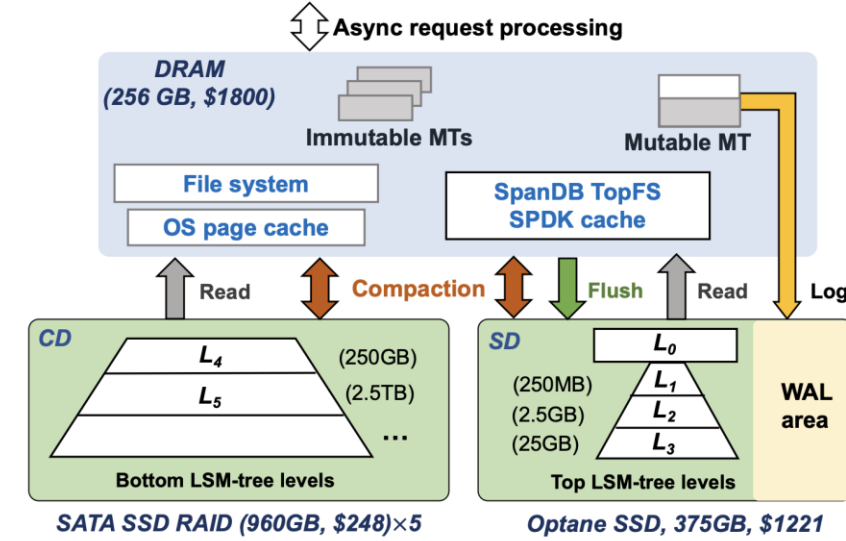 Async request processing
DRAM
(256 GB, $1800)
Immutable MTs
Mutable MT
File system
OS page cache
SpanDB TopFS
SPDK cache
Read
Compaction
Flush
Read
Log
CD
L4
(250GB)
L5
(2.5TB)
...
Bottom LSM-tree levels
SD
L0
(250MB)
L1
(2.5GB)
L2
(25GB)
L3
Top LSM-tree levels
WAL
area
SATA SSD RAID (960GB, $248)×5
Optane SSD, 375GB, $1221